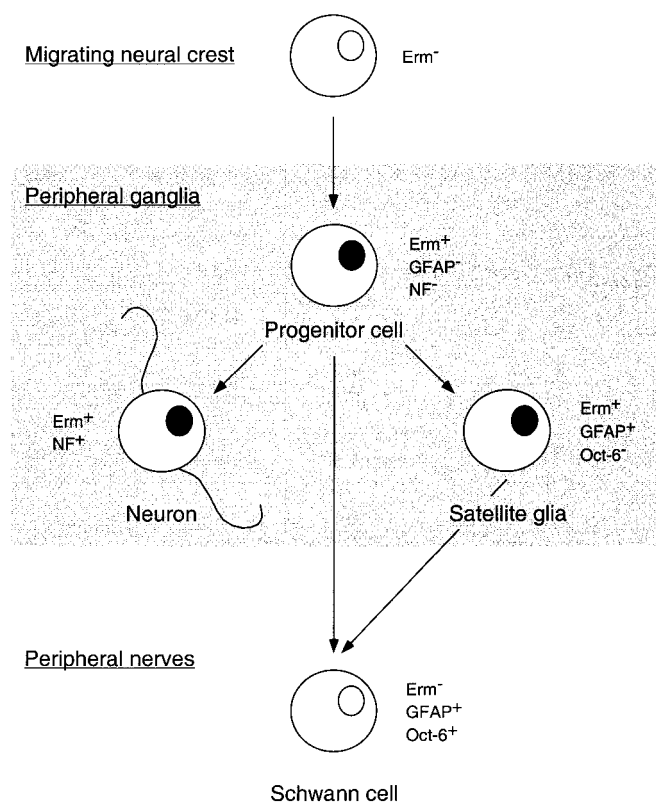 Migrating neural crest
Erm⁻
Peripheral ganglia
Erm⁺
GFAP⁻
NF⁻
Progenitor cell
Erm⁺
NF⁺
Erm⁺
GFAP⁺
Oct-6⁻
Neuron
Satellite glia
Peripheral nerves
Erm⁻
GFAP⁺
Oct-6⁺
Schwann cell